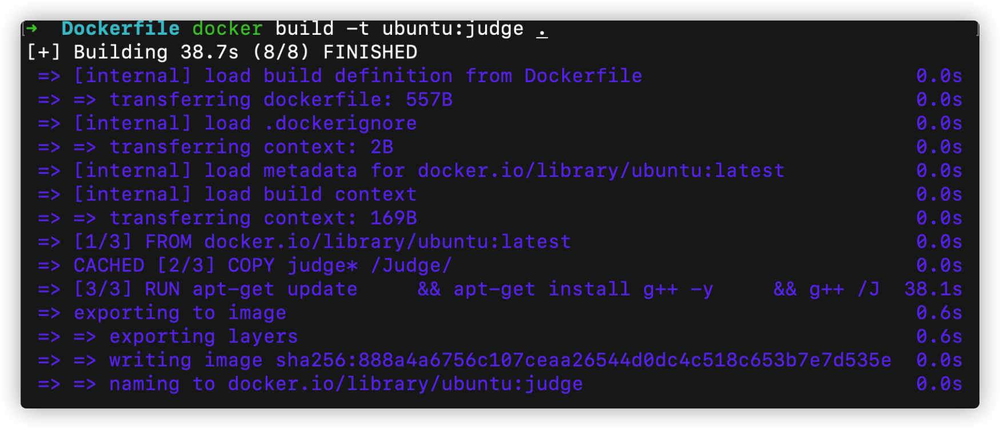 ➜  Dockerfile docker build -t ubuntu:judge .
[+] Building 38.7s (8/8) FINISHED
 => [internal] load build definition from Dockerfile 0.0s
 => => transferring dockerfile: 557B 0.0s
 => [internal] load .dockerignore 0.0s
 => => transferring context: 2B 0.0s
 => [internal] load metadata for docker.io/library/ubuntu:latest 0.0s
 => [internal] load build context 0.0s
 => => transferring context: 169B 0.0s
 => [1/3] FROM docker.io/library/ubuntu:latest 0.0s
 => CACHED [2/3] COPY judge* /Judge/ 0.0s
 => [3/3] RUN apt-get update     && apt-get install g++ -y     && g++ /J 38.1s
 => exporting to image 0.6s
 => => exporting layers 0.6s
 => => writing image sha256:888a4a6756c107ceaa26544d0dc4c518c653b7e7d535e 0.0s
 => => naming to docker.io/library/ubuntu:judge 0.0s